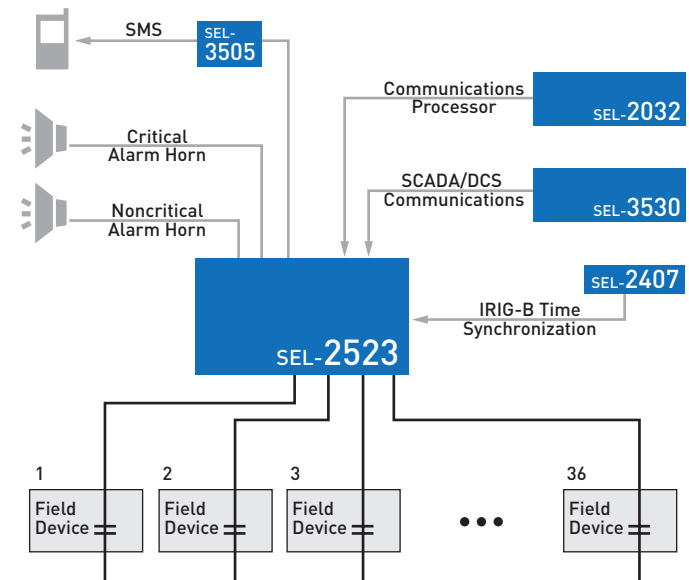 SMS
SEL-
3505
Communications
Processor
SEL-2032
Critical
Alarm Horn
SCADA/DCS
Communications
SEL-3530
Noncritical
Alarm Horn
SEL-2407
IRIG-B Time
Synchronization
SEL-2523
1
2
3
36
Field
Device
Field
Device
Field
Device
Field
Device